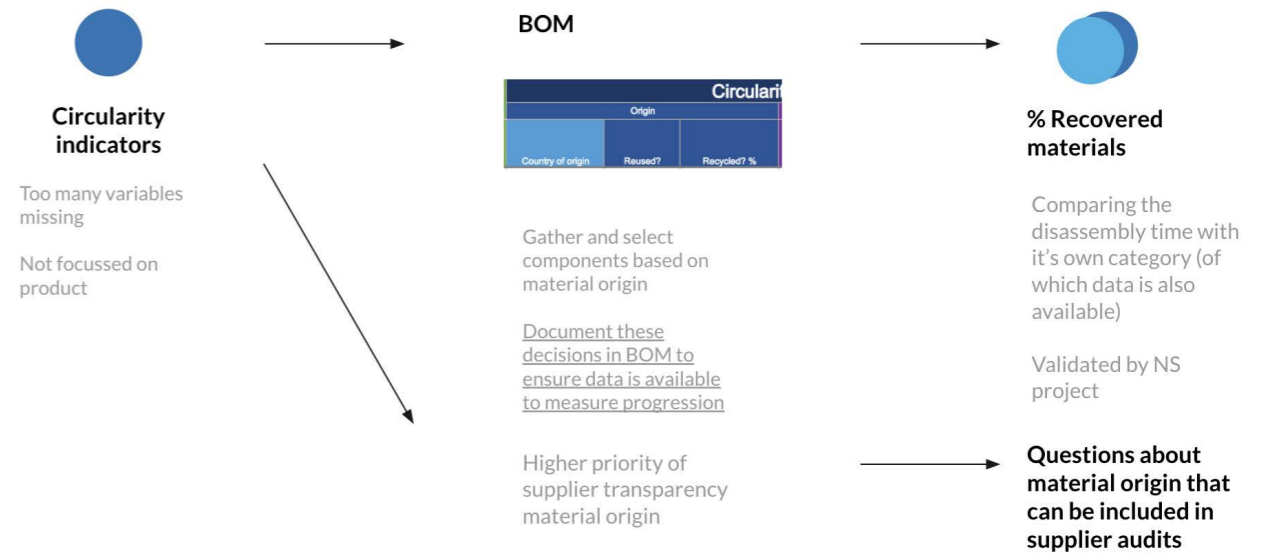 Circularity
indicators
Too many variables
missing
Not focussed on
product
BOM
Circularit
Origin
Country of origin
Reused?
Recycled? %
Gather and select
components based on
material origin
Document these
decisions in BOM to
ensure data is available
to measure progression
Higher priority of
supplier transparency
material origin
% Recovered
materials
Comparing the
disassembly time with
it's own category (of
which data is also
available)
Validated by NS
project
Questions about
material origin that
can be included in
supplier audits